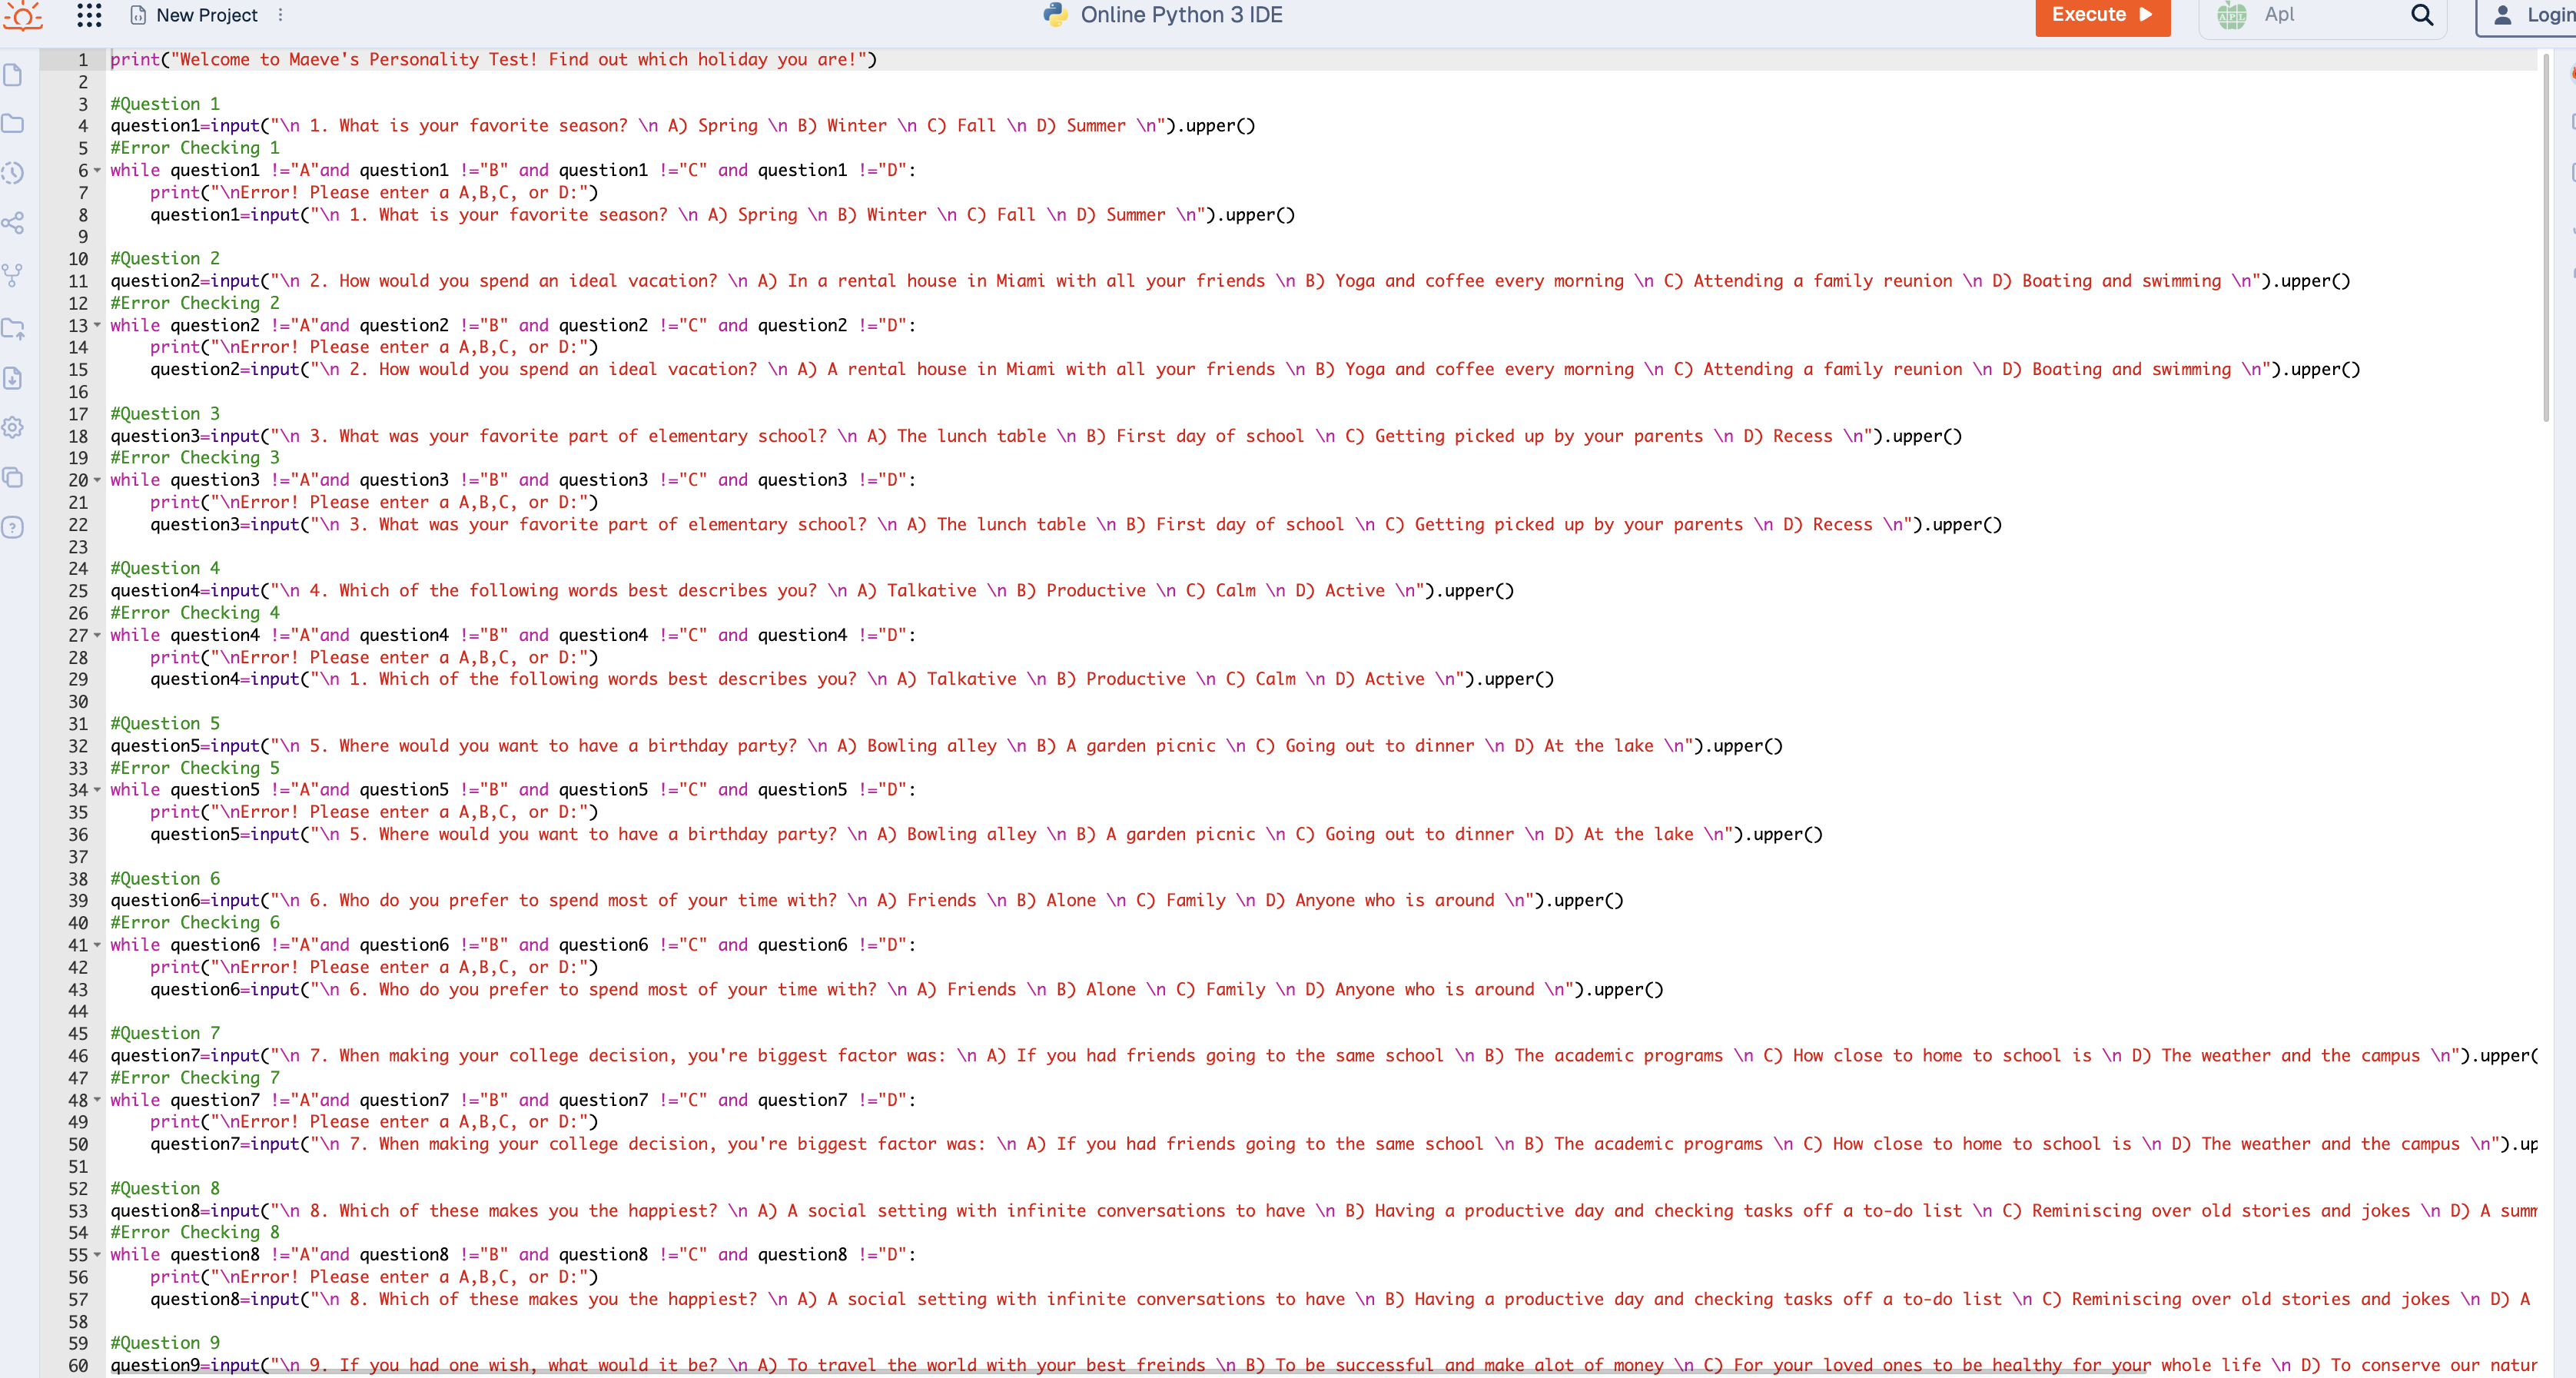 New Project
Online Python 3 IDE
Execute
Apl
Login
1 print("Welcome to Maeve's Personality Test! Find out which holiday you are!")
2
3 #Question 1
4 question1=input("\n 1. What is your favorite season? \n A) Spring \n B) Winter \n C) Fall \n D) Summer \n").upper()
5 #Error Checking 1
6 while question1 !="A"and question1 !="B" and question1 !="C" and question1 !="D":
7 print("\nError! Please enter a A,B,C, or D:")
8 question1=input("\n 1. What is your favorite season? \n A) Spring \n B) Winter \n C) Fall \n D) Summer \n").upper()
9
10 #Question 2
11 question2=input("\n 2. How would you spend an ideal vacation? \n A) In a rental house in Miami with all your friends \n B) Yoga and coffee every morning \n C) Attending a family reunion \n D) Boating and swimming \n").upper()
12 #Error Checking 2
13 while question2 !="A"and question2 !="B" and question2 !="C" and question2 !="D":
14 print("\nError! Please enter a A,B,C, or D:")
15 question2=input("\n 2. How would you spend an ideal vacation? \n A) A rental house in Miami with all your friends \n B) Yoga and coffee every morning \n C) Attending a family reunion \n D) Boating and swimming \n").upper()
16
17 #Question 3
18 question3=input("\n 3. What was your favorite part of elementary school? \n A) The lunch table \n B) First day of school \n C) Getting picked up by your parents \n D) Recess \n").upper()
19 #Error Checking 3
20 while question3 !="A"and question3 !="B" and question3 !="C" and question3 !="D":
21 print("\nError! Please enter a A,B,C, or D:")
22 question3=input("\n 3. What was your favorite part of elementary school? \n A) The lunch table \n B) First day of school \n C) Getting picked up by your parents \n D) Recess \n").upper()
23
24 #Question 4
25 question4=input("\n 4. Which of the following words best describes you? \n A) Talkative \n B) Productive \n C) Calm \n D) Active \n").upper()
26 #Error Checking 4
27 while question4 !="A"and question4 !="B" and question4 !="C" and question4 !="D":
28 print("\nError! Please enter a A,B,C, or D:")
29 question4=input("\n 1. Which of the following words best describes you? \n A) Talkative \n B) Productive \n C) Calm \n D) Active \n").upper()
30
31 #Question 5
32 question5=input("\n 5. Where would you want to have a birthday party? \n A) Bowling alley \n B) A garden picnic \n C) Going out to dinner \n D) At the lake \n").upper()
33 #Error Checking 5
34 while question5 !="A"and question5 !="B" and question5 !="C" and question5 !="D":
35 print("\nError! Please enter a A,B,C, or D:")
36 question5=input("\n 5. Where would you want to have a birthday party? \n A) Bowling alley \n B) A garden picnic \n C) Going out to dinner \n D) At the lake \n").upper()
37
38 #Question 6
39 question6=input("\n 6. Who do you prefer to spend most of your time with? \n A) Friends \n B) Alone \n C) Family \n D) Anyone who is around \n").upper()
40 #Error Checking 6
41 while question6 !="A"and question6 !="B" and question6 !="C" and question6 !="D":
42 print("\nError! Please enter a A,B,C, or D:")
43 question6=input("\n 6. Who do you prefer to spend most of your time with? \n A) Friends \n B) Alone \n C) Family \n D) Anyone who is around \n").upper()
44
45 #Question 7
46 question7=input("\n 7. When making your college decision, you're biggest factor was: \n A) If you had friends going to the same school \n B) The academic programs \n C) How close to home to school is \n D) The weather and the campus \n").upper(
47 #Error Checking 7
48 while question7 !="A"and question7 !="B" and question7 !="C" and question7 !="D":
49 print("\nError! Please enter a A,B,C, or D:")
50 question7=input("\n 7. When making your college decision, you're biggest factor was: \n A) If you had friends going to the same school \n B) The academic programs \n C) How close to home to school is \n D) The weather and the campus \n").up
51
52 #Question 8
53 question8=input("\n 8. Which of these makes you the happiest? \n A) A social setting with infinite conversations to have \n B) Having a productive day and checking tasks off a to-do list \n C) Reminiscing over old stories and jokes \n D) A summ
54 #Error Checking 8
55 while question8 !="A"and question8 !="B" and question8 !="C" and question8 !="D":
56 print("\nError! Please enter a A,B,C, or D:")
57 question8=input("\n 8. Which of these makes you the happiest? \n A) A social setting with infinite conversations to have \n B) Having a productive day and checking tasks off a to-do list \n C) Reminiscing over old stories and jokes \n D) A
58
59 #Question 9
60 question9=input("\n 9. If you had one wish, what would it be? \n A) To travel the world with your best freinds \n B) To be successful and make alot of money \n C) For your loved ones to be healthy for your whole life \n D) To conserve our natur